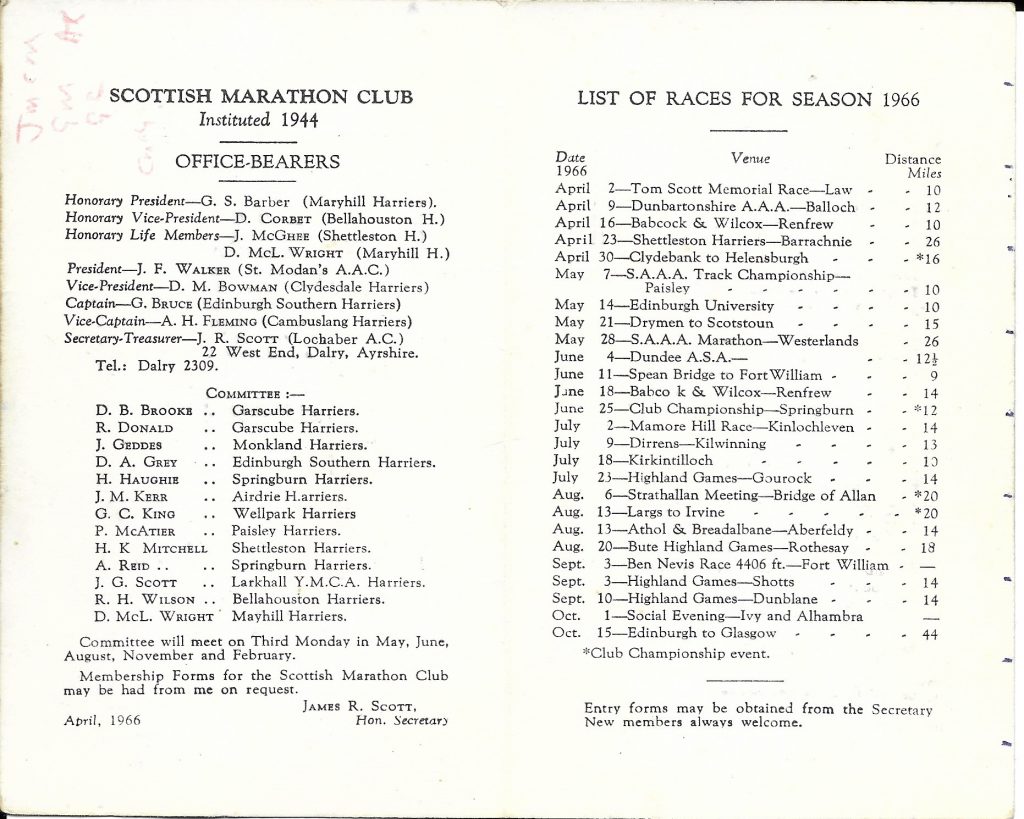 SCOTTISH MARATHON CLUB
Instituted 1944
OFFICE-BEARERS
Honorary President—G. S. Barber (Maryhill Harriers).
Honorary Vice-President—D. CORBET (Bellahouston H.)
Honorary Life Members—J. MCGHEE (Shettleston H.)
D. McL. WRIGHT (Maryhill H.)
President—J. F. WALKER (St. Modan's A.A.C.)
Vice-President—D. M. BOWMAN (Clydesdale Harriers)
Captain—G. BRUCE (Edinburgh Southern Harriers)
Vice-Captain—A. H. FLEMING (Cambuslang Harriers)
Secretary-Treasurer—J. R. SCOTT (Lochaber A.C.)
22 West End, Dalry, Ayrshire.
Tel.: Dalry 2309.
COMMITTEE :—
D. B. BROOKE .. Garscube Harriers.
R. DONALD .. Garscube Harriers.
J. GEDDES .. Monkland Harriers.
D. A. GREY .. Edinburgh Southern Harriers.
H. HAUGHIE .. Springburn Harriers.
J. M. KERR .. Airdrie H.arriers.
G. C. KING .. Wellpark Harriers
P. MCATIER .. Paisley Harriers.
H. K MITCHELL Shettleston Harriers.
A. REID .. .. Springburn Harriers.
J. G. SCOTT .. Larkhall Y.M.C.A. Harriers.
R. H. WILSON .. Bellahouston Harriers.
D. McL. WRIGHT Mayhill Harriers.
Committee will meet on Third Monday in May, June,
August, November and February.
Membership Forms for the Scottish Marathon Club
may be had from me on request.
JAMES R. SCOTT,
April, 1966 Hon. Secretary
LIST OF RACES FOR SEASON 1966
Date Venue Distance
1966 Miles
April 2—Tom Scott Memorial Race—Law - - 10
April 9—Dunbartonshire A.A.A.—Balloch - - 12
April 16—Babcock & Wilcox—Renfrew - - 10
April 23—Shettleston Harriers—Barrachnie - 26
April 30—Clydebank to Helensburgh - - *16
May 7—S.A.A.A. Track Championship—
Paisley - - - - - - 10
May 14—Edinburgh University - - - - 10
May 21—Drymen to Scotstoun - - - - 15
May 28—S.A.A.A. Marathon—Westerlands - 26
June 4—Dundee A.S.A.— - - 12½
June 11—Spean Bridge to Fort William - - - 9
June 18—Babco k & Wilcox—Renfrew - - 14
June 25—Club Championship—Springburn - - *12
July 2—Mamore Hill Race—Kinlochleven - - 14
July 9—Dirrens—Kilwinning - - - - 13
July 18—Kirkintilloch - - - - - 10
July 23—Highland Games—Gourock - - - 14
Aug. 6—Strathallan Meeting—Bridge of Allan - *20
Aug. 13—Largs to Irvine - - - - - *20
Aug. 13—Athol & Breadalbane—Aberfeldy - - 14
Aug. 20—Bute Highland Games—Rothesay - - 18
Sept. 3—Ben Nevis Race 4406 ft.—Fort William - —
Sept. 3—Highland Games—Shotts - - - 14
Sept. 10—Highland Games—Dunblane - - - 14
Oct. 1—Social Evening—Ivy and Alhambra —
Oct. 15—Edinburgh to Glasgow - - - - 44
*Club Championship event.
Entry forms may be obtained from the Secretary
New members always welcome.